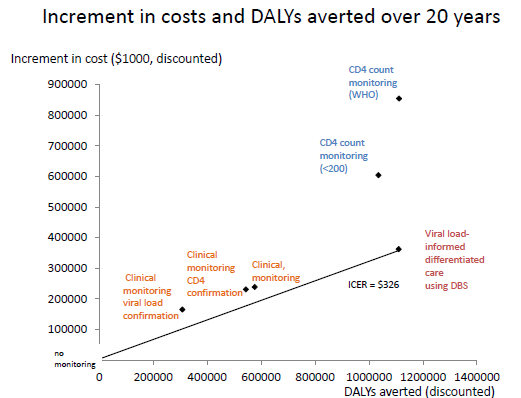 Increment in costs and DALYs averted over 20 years
Increment in cost ($1000, discounted)
900000
800000
700000
600000
500000
400000
300000
200000
100000
no
monitoring
CD4 count
monitoring
(WHO)
CD4 count
monitoring
(<200)
Viral load-
informed
differentiated
care
using DBS
Clinical
monitoring
CD4
confirmation
Clinical,
monitoring
Clinical
monitoring
viral load
confirmation
ICER = $326
0
200000
400000
600000
800000
1000000
1200000
1400000
DALYs averted (discounted)